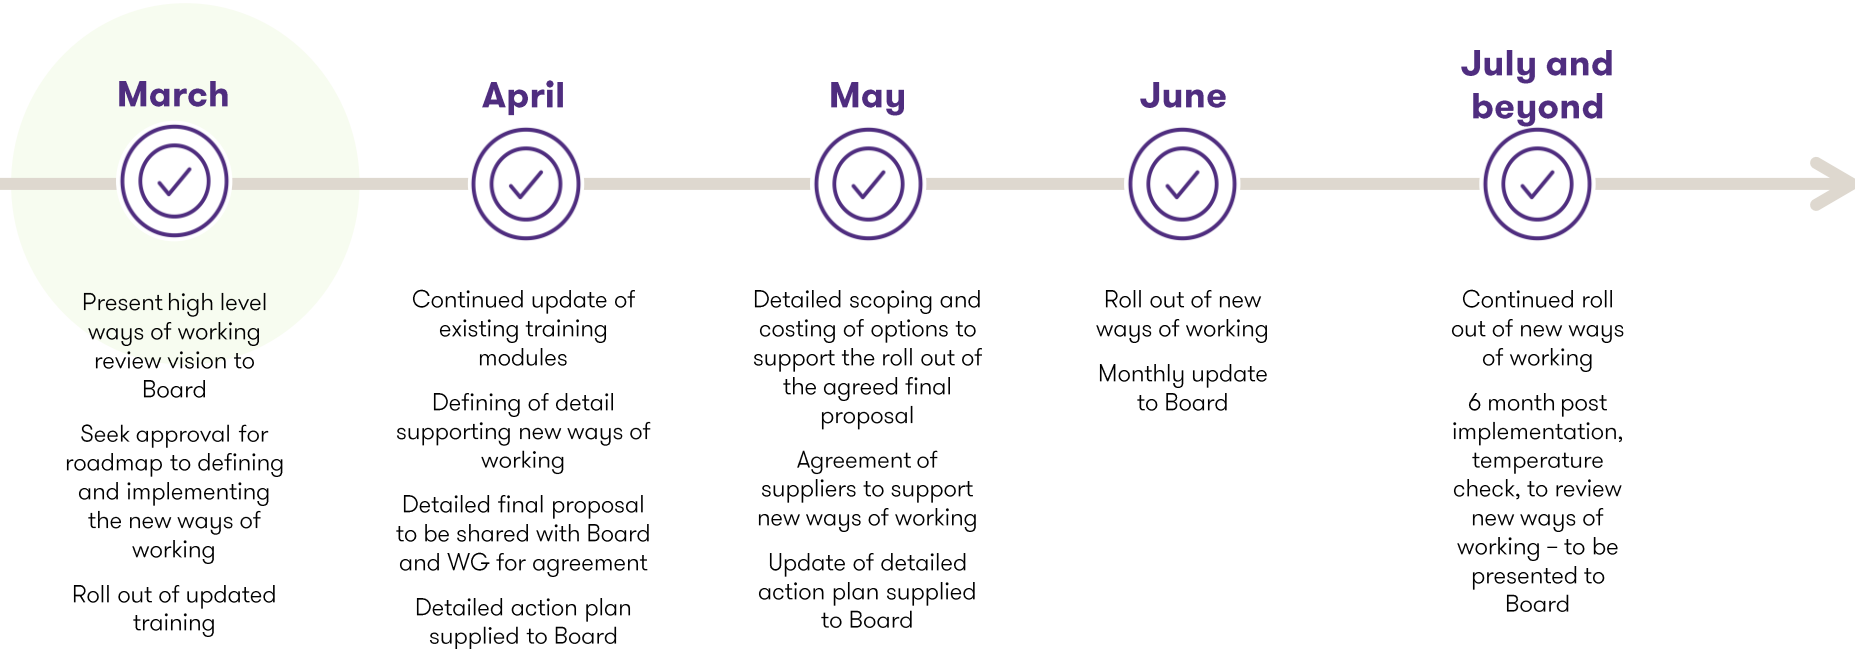 March
Present high level
ways of working
review vision to
Board
Seek approval for
roadmap to defining
and implementing
the new ways of
working
Roll out of updated
training
April
Continued update of
existing training
modules
Defining of detail
supporting new ways of
working
Detailed final proposal
to be shared with Board
and WG for agreement
Detailed action plan
supplied to Board
May
Detailed scoping and
costing of options to
support the roll out of
the agreed final
proposal
Agreement of
suppliers to support
new ways of working
Update of detailed
action plan supplied
to Board
June
Roll out of new
ways of working
Monthly update
to Board
July and
beyond
Continued roll
out of new ways
of working
6 month post
implementation,
temperature
check, to review
new ways of
working – to be
presented to
Board